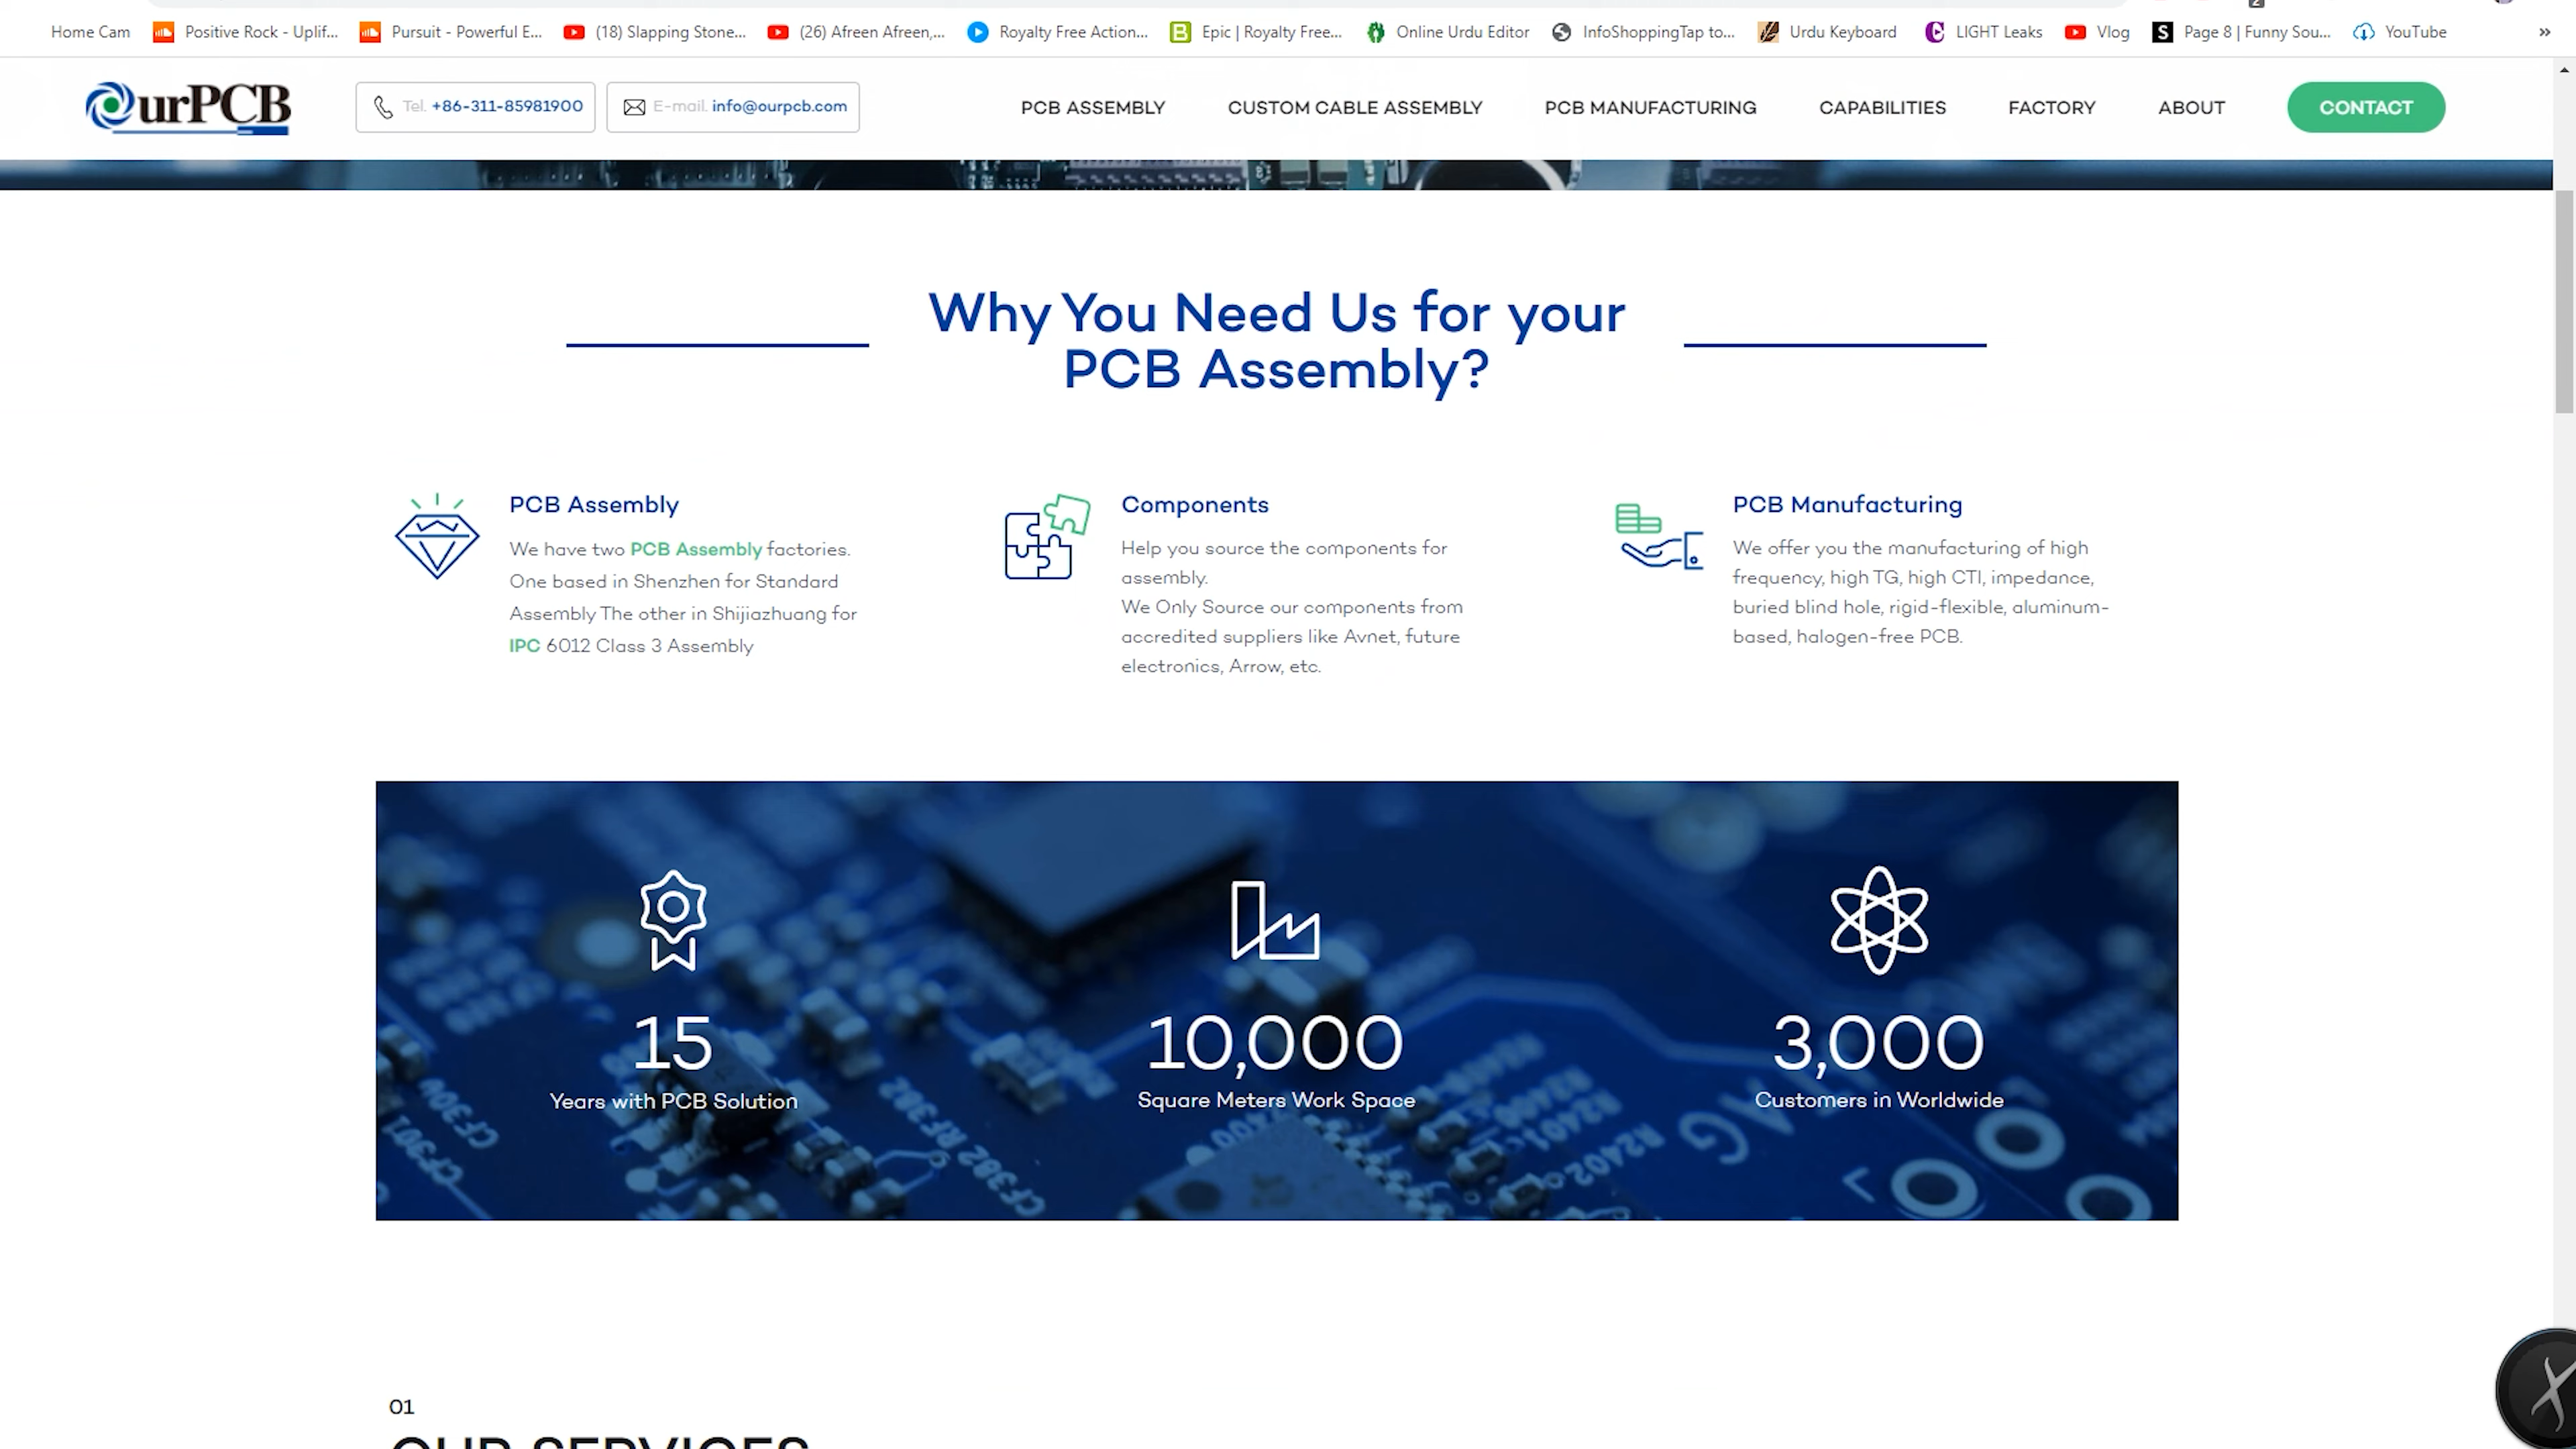 Home Cam Positive Rock - Uplif... Pursuit - Powerful E... (18) Slapping Stone... (26) Afreen Afreen,... Royalty Free Action... Epic | Royalty Free... Online Urdu Editor InfoShoppingTap to... Urdu Keyboard LIGHT Leaks Vlog Page 8 | Funny Sou... YouTube »
OurPCB Tel. +86-311-85981900 E-mail. info@ourpcb.com PCB ASSEMBLY CUSTOM CABLE ASSEMBLY PCB MANUFACTURING CAPABILITIES FACTORY ABOUT CONTACT
Why You Need Us for your
PCB Assembly?
PCB Assembly
We have two PCB Assembly factories.
One based in Shenzhen for Standard
Assembly The other in Shijiazhuang for
IPC 6012 Class 3 Assembly
Components
Help you source the components for
assembly.
We Only Source our components from
accredited suppliers like Avnet, future
electronics, Arrow, etc.
PCB Manufacturing
We offer you the manufacturing of high
frequency, high TG, high CTI, impedance,
buried blind hole, rigid-flexible, aluminum-
based, halogen-free PCB.
15
Years with PCB Solution
10,000
Square Meters Work Space
3,000
Customers in Worldwide
CF301
CF302
RF302
R2401
R2402
01
OUR SERVICES